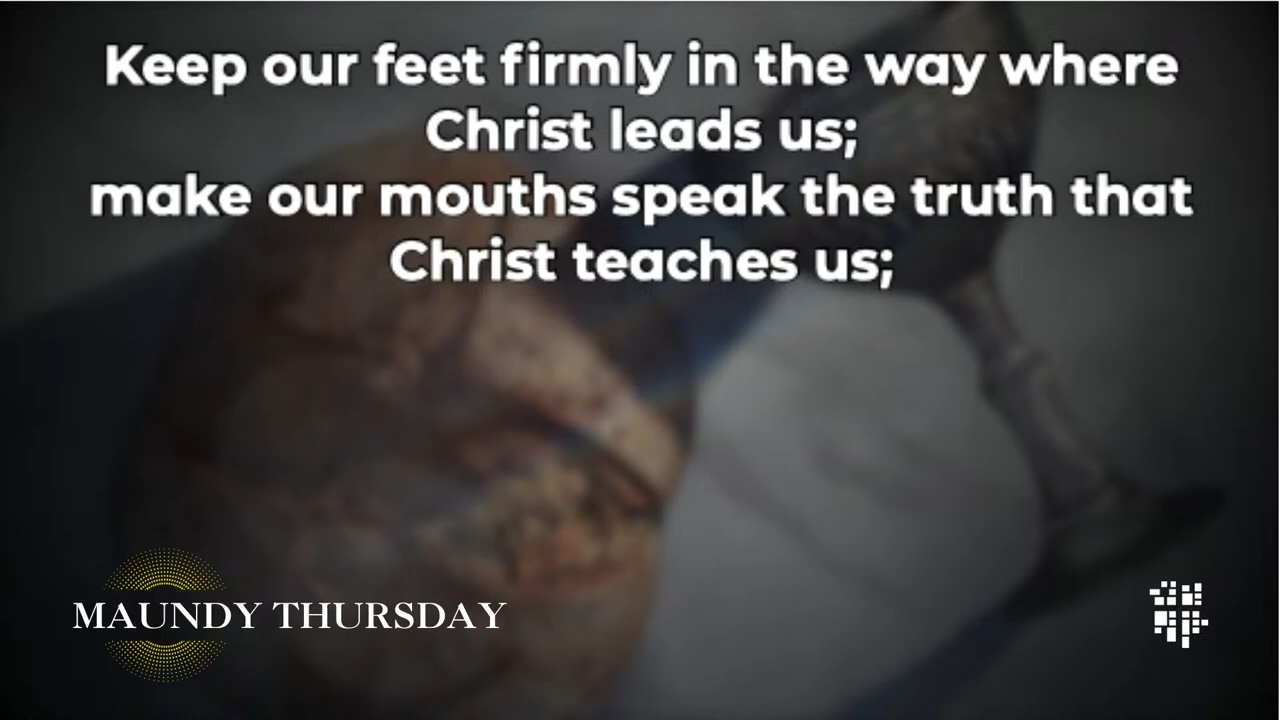 Keep our feet firmly in the way where
Christ leads us;
make our mouths speak the truth that
Christ teaches us;
MAUNDY THURSDAY